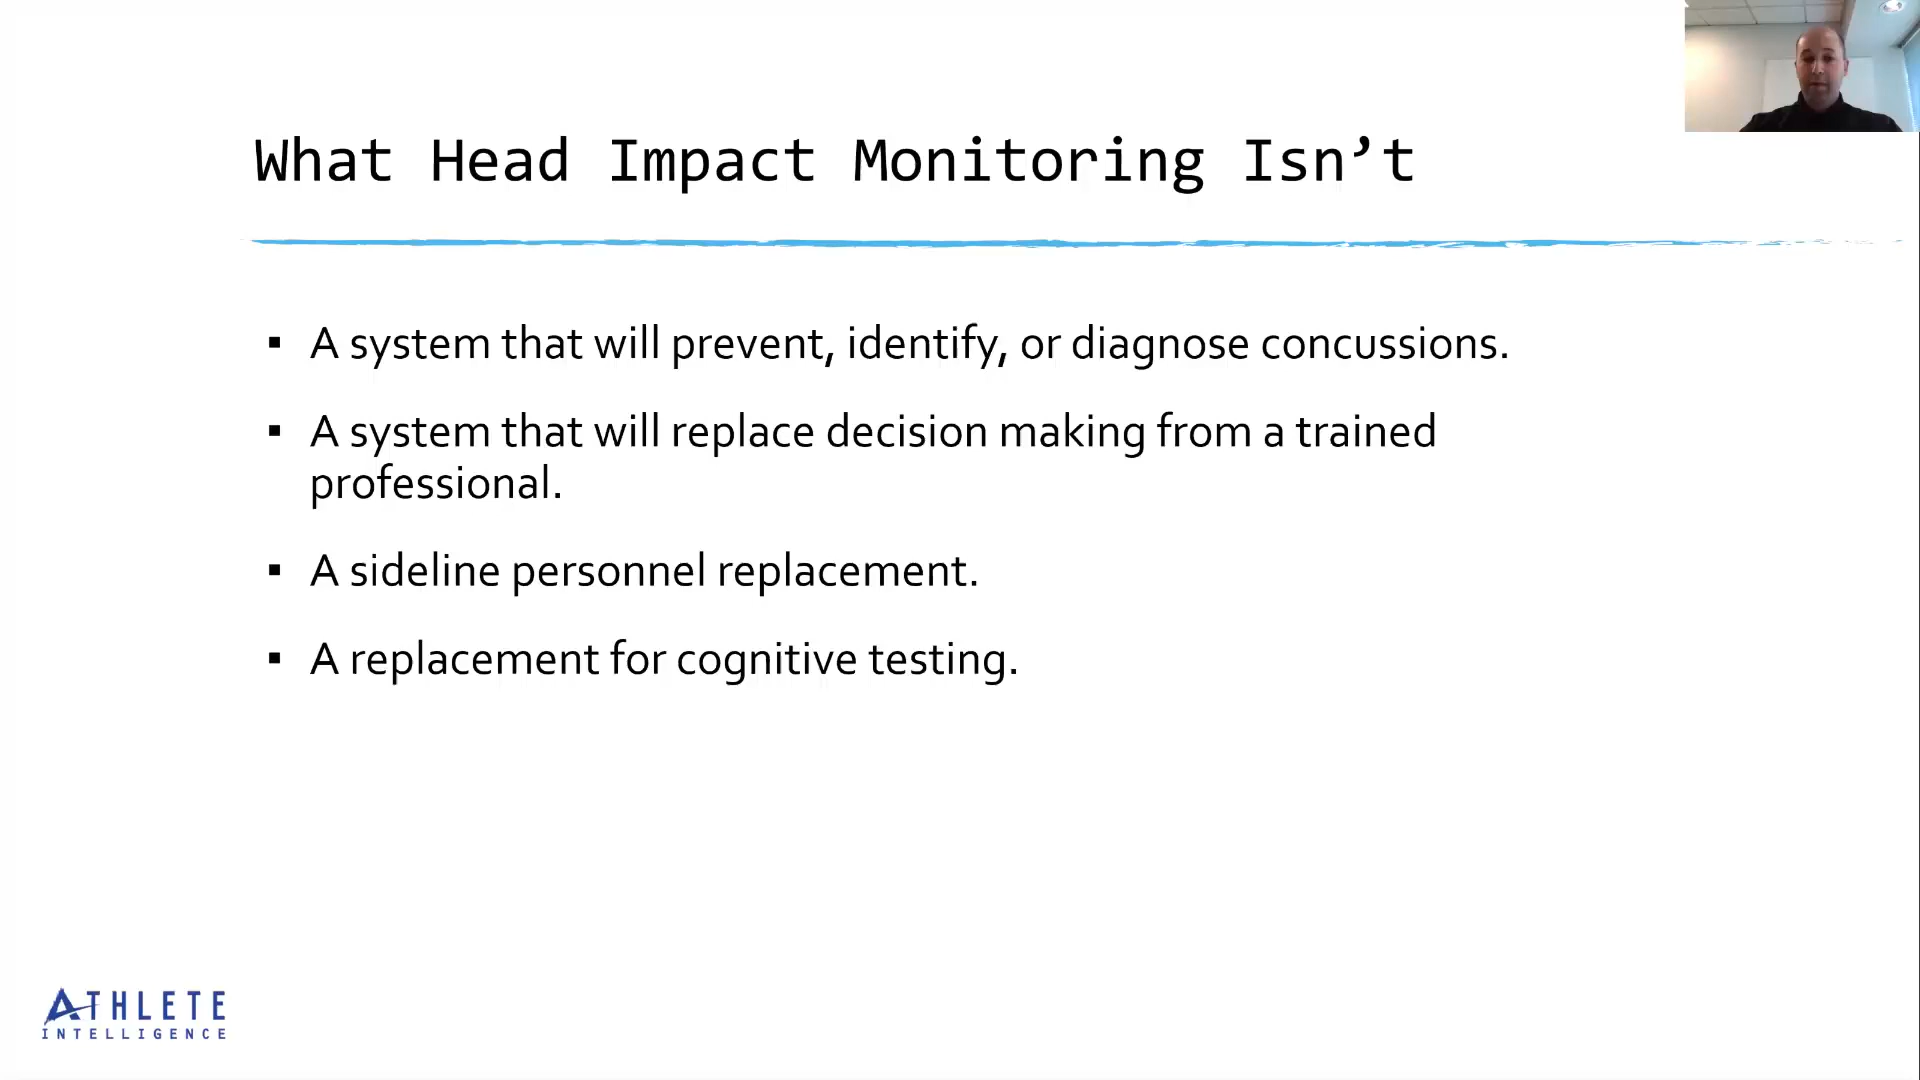 What Head Impact Monitoring Isn’t
▪ A system that will prevent, identify, or diagnose concussions.
▪ A system that will replace decision making from a trained
professional.
▪ A sideline personnel replacement.
▪ A replacement for cognitive testing.
ATHLETE
INTELLIGENCE